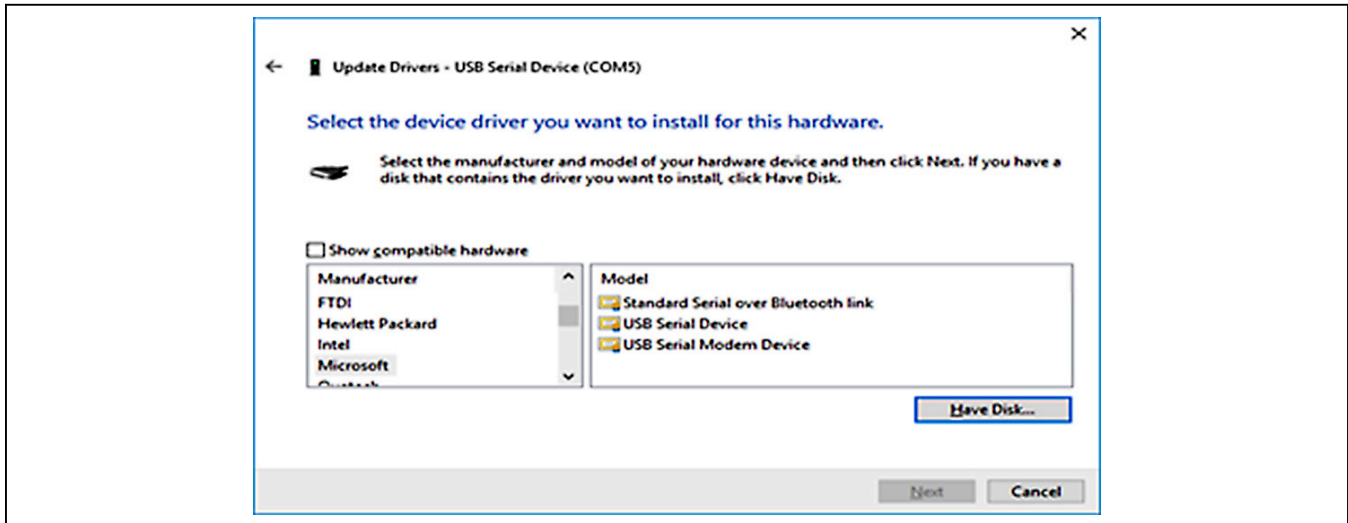 Update Drivers - USB Serial Device (COM5)
Select the device driver you want to install for this hardware.
Select the manufacturer and model of your hardware device and then click Next. If you have a
disk that contains the driver you want to install, click Have Disk.
Show compatible hardware
Manufacturer
FTDI
Hewlett Packard
Intel
Microsoft
Model
Standard Serial over Bluetooth link
USB Serial Device
USB Serial Modem Device
Have Disk...
Next
Cancel